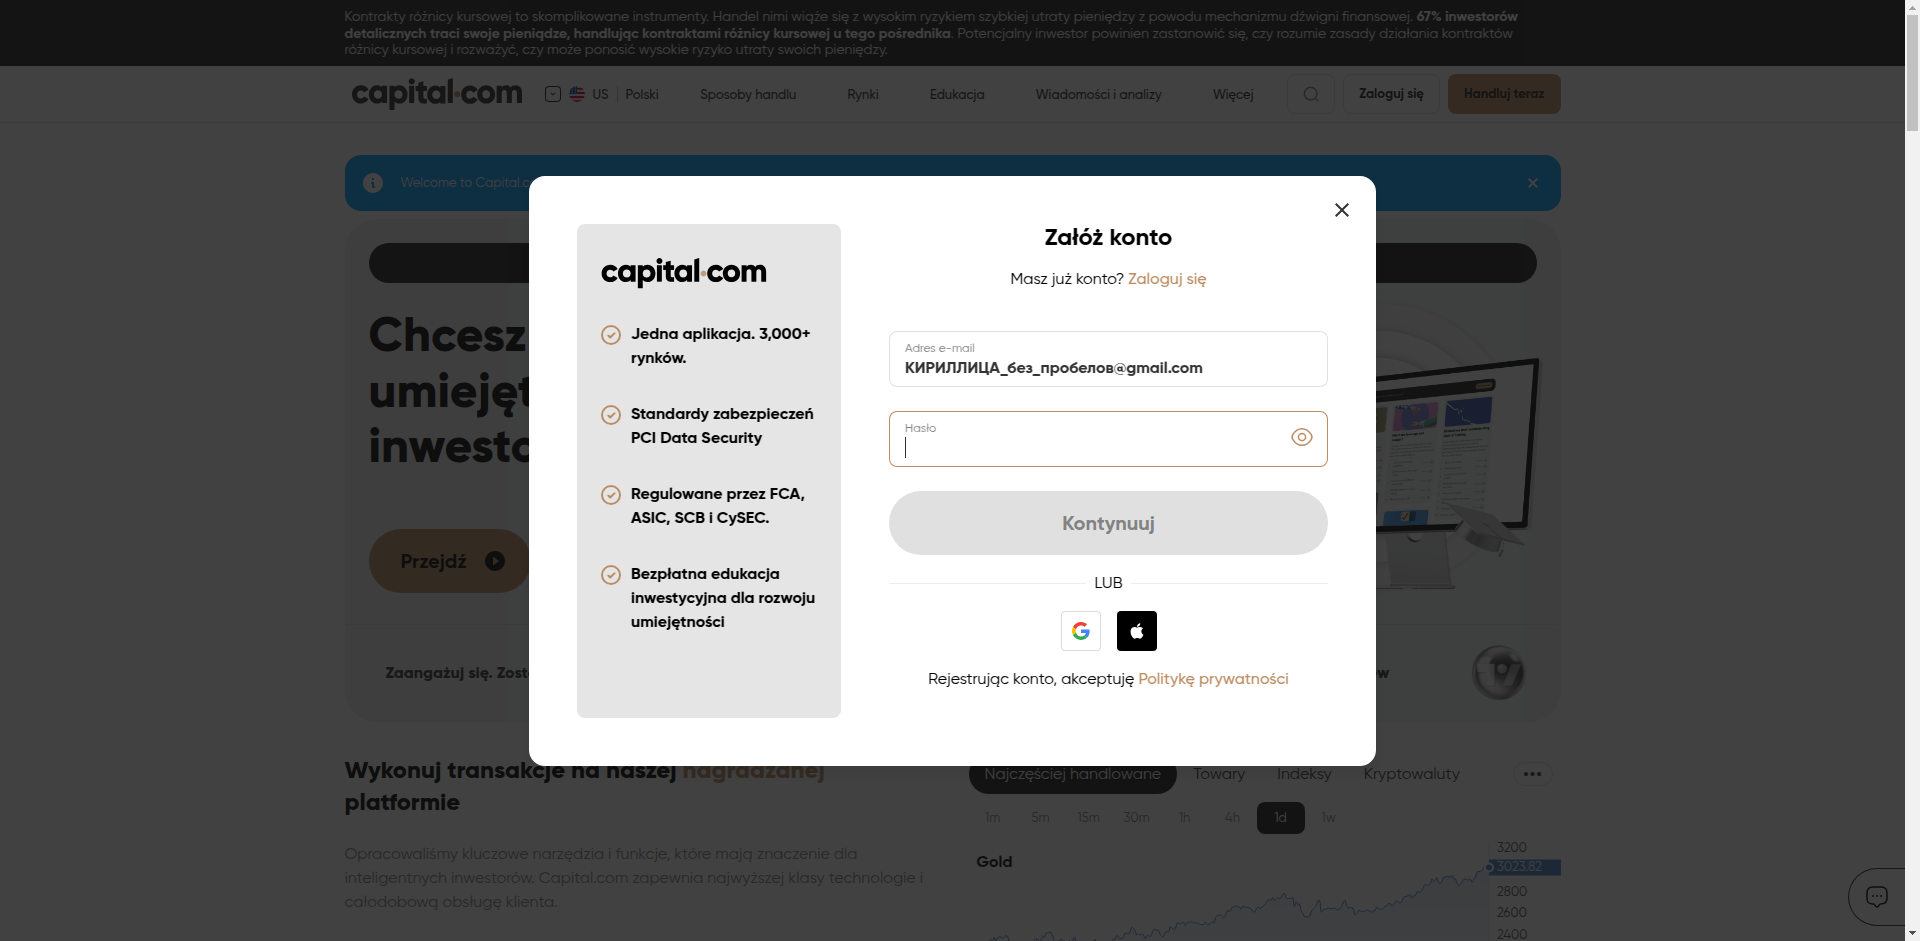 Kontrakty różnicy kursowej to skomplikowane instrumenty. Handel nimi wiąże się z wysokim ryzykiem szybkiej utraty pieniędzy z powodu mechanizmu dźwigni finansowej. 67% inwestorów
detalicznych traci swoje pieniądze, handlując kontraktami różnicy kursowej u tego pośrednika. Potencjalny inwestor powinien zastanowić się, czy rozumie zasady działania kontraktów
różnicy kursowej i rozważyć, czy może ponosić wysokie ryzyko utraty swoich pieniędzy.
capital.com US Polski Sposoby handlu Rynki Edukacja Wiadomości i analizy Więcej Zaloguj się Handluj teraz
Welcome to Capital.c
Chcesz
umieję
inwesto
Przejdź
Zaangażuj się.
capital.com
Jedna aplikacja. 3,000+
rynków.
Standardy zabezpieczeń
PCI Data Security
Regulowane przez FCA,
ASIC, SCB i CySEC.
Bezpłatna edukacja
inwestycyjna dla rozwoju
umiejętności
Załóż konto
Masz już konto? Zaloguj się
Adres e-mail
КИРИЛЛИЦА_без_пробелов@gmail.com
Hasło
Kontynuuj
LUB
Rejestrując konto, akceptuję Politykę prywatności
Wykonuj transakcje na naszej nagradzanej
platformie
Opracowaliśmy kluczowe narzędzia i funkcje, które mają znaczenie dla
inteligentnych inwestorów. Capital.com zapewnia najwyższej klasy technologie i
całodobową obsługę klienta.
Najczęściej handlowane Towary Indeksy Kryptowaluty
1m 5m 15m 30m 1h 4h 1d 1w
Gold
3200
3023.82
2800
2600
2400